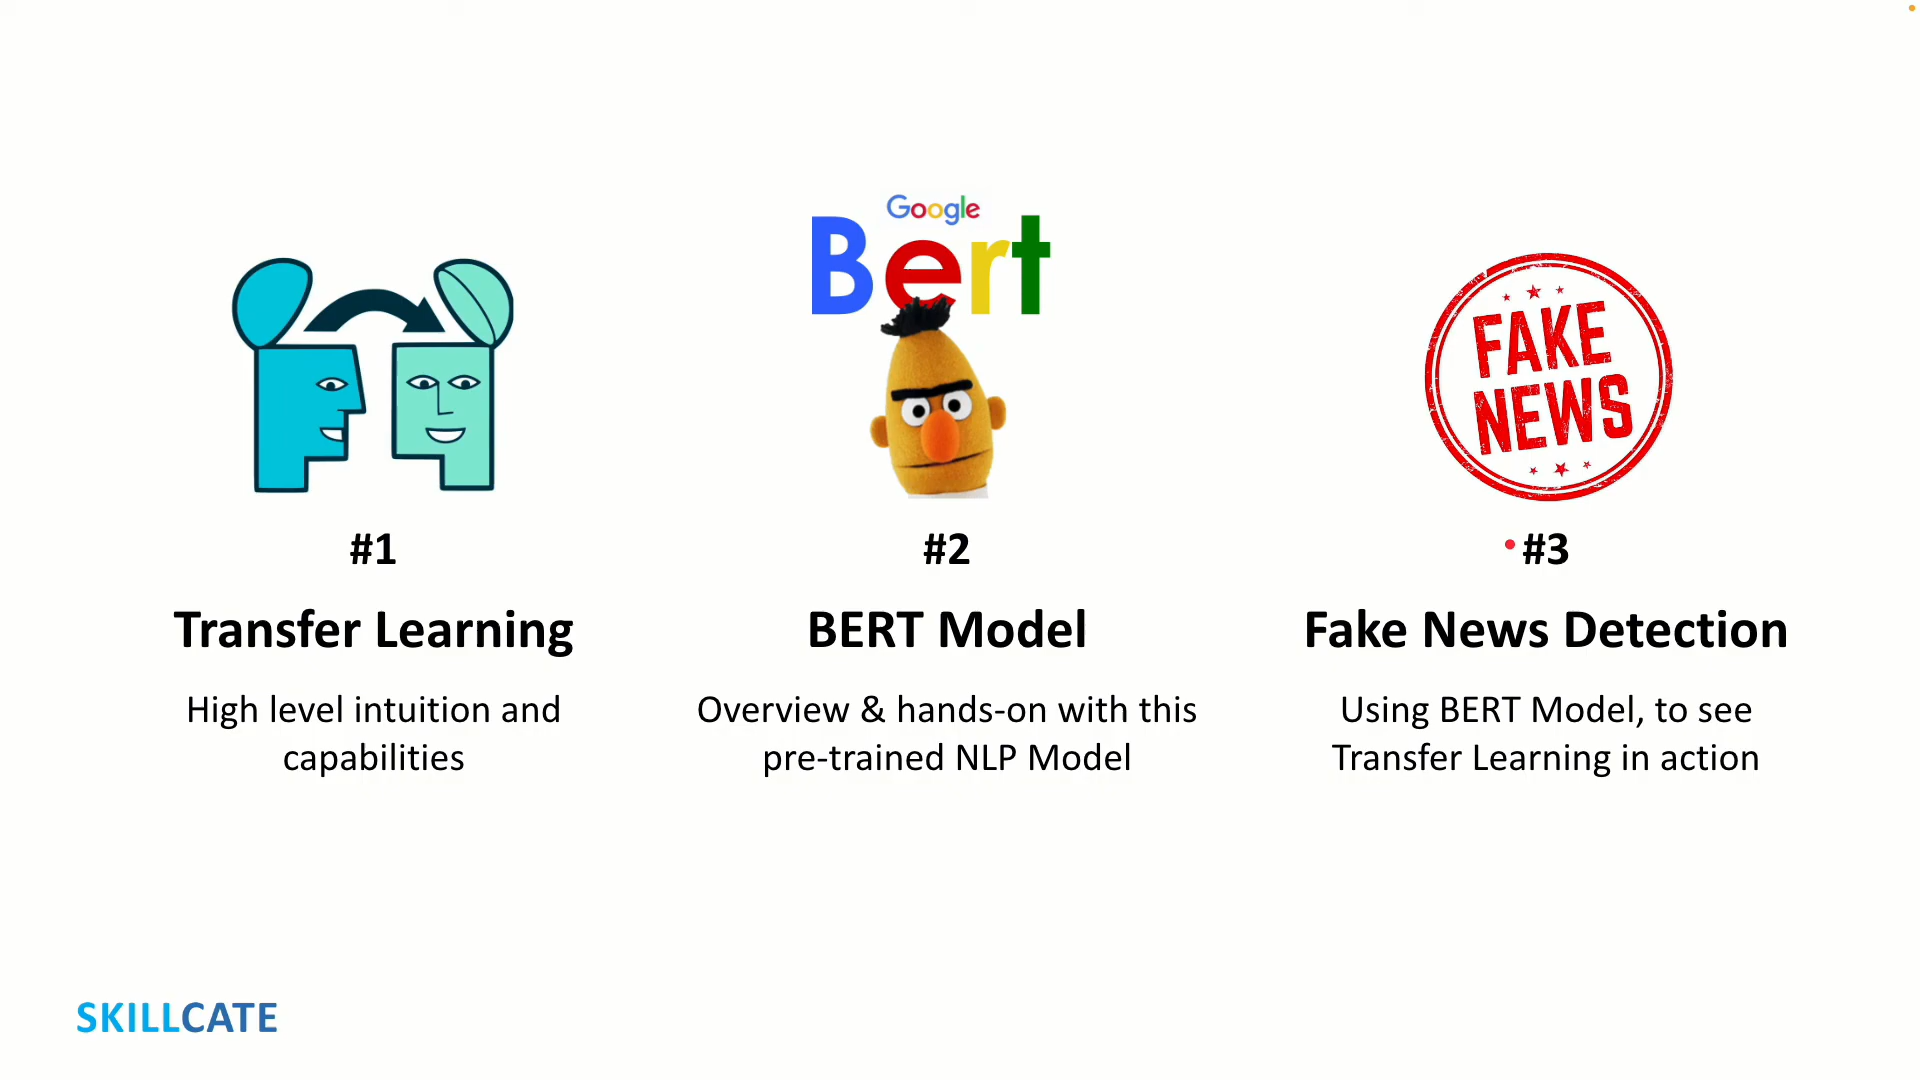 Google
Bert
FAKE
NEWS
#1
#2
#3
Transfer Learning
BERT Model
Fake News Detection
High level intuition and
capabilities
Overview & hands-on with this
pre-trained NLP Model
Using BERT Model, to see
Transfer Learning in action
SKILLCATE